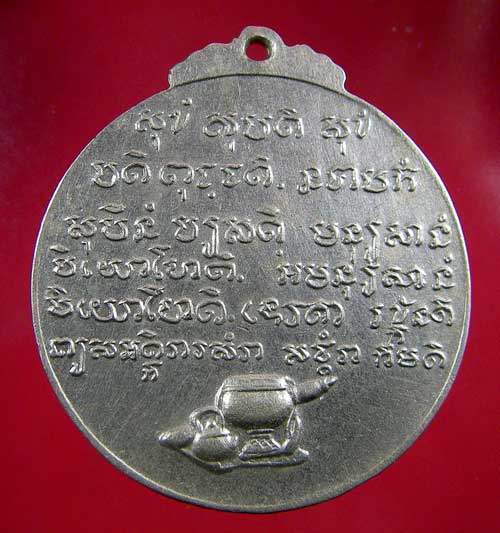 សុខំ សុបតិ សុខំ
បតិ ពុជ្ឈតិ. នបាបកំ
សុបិនំ បស្សតិ មនុស្សានំ
បិយោហោតិ. អមនុស្សានំ
បិយោហោតិ. ទេវតា រក្ខន្តិ